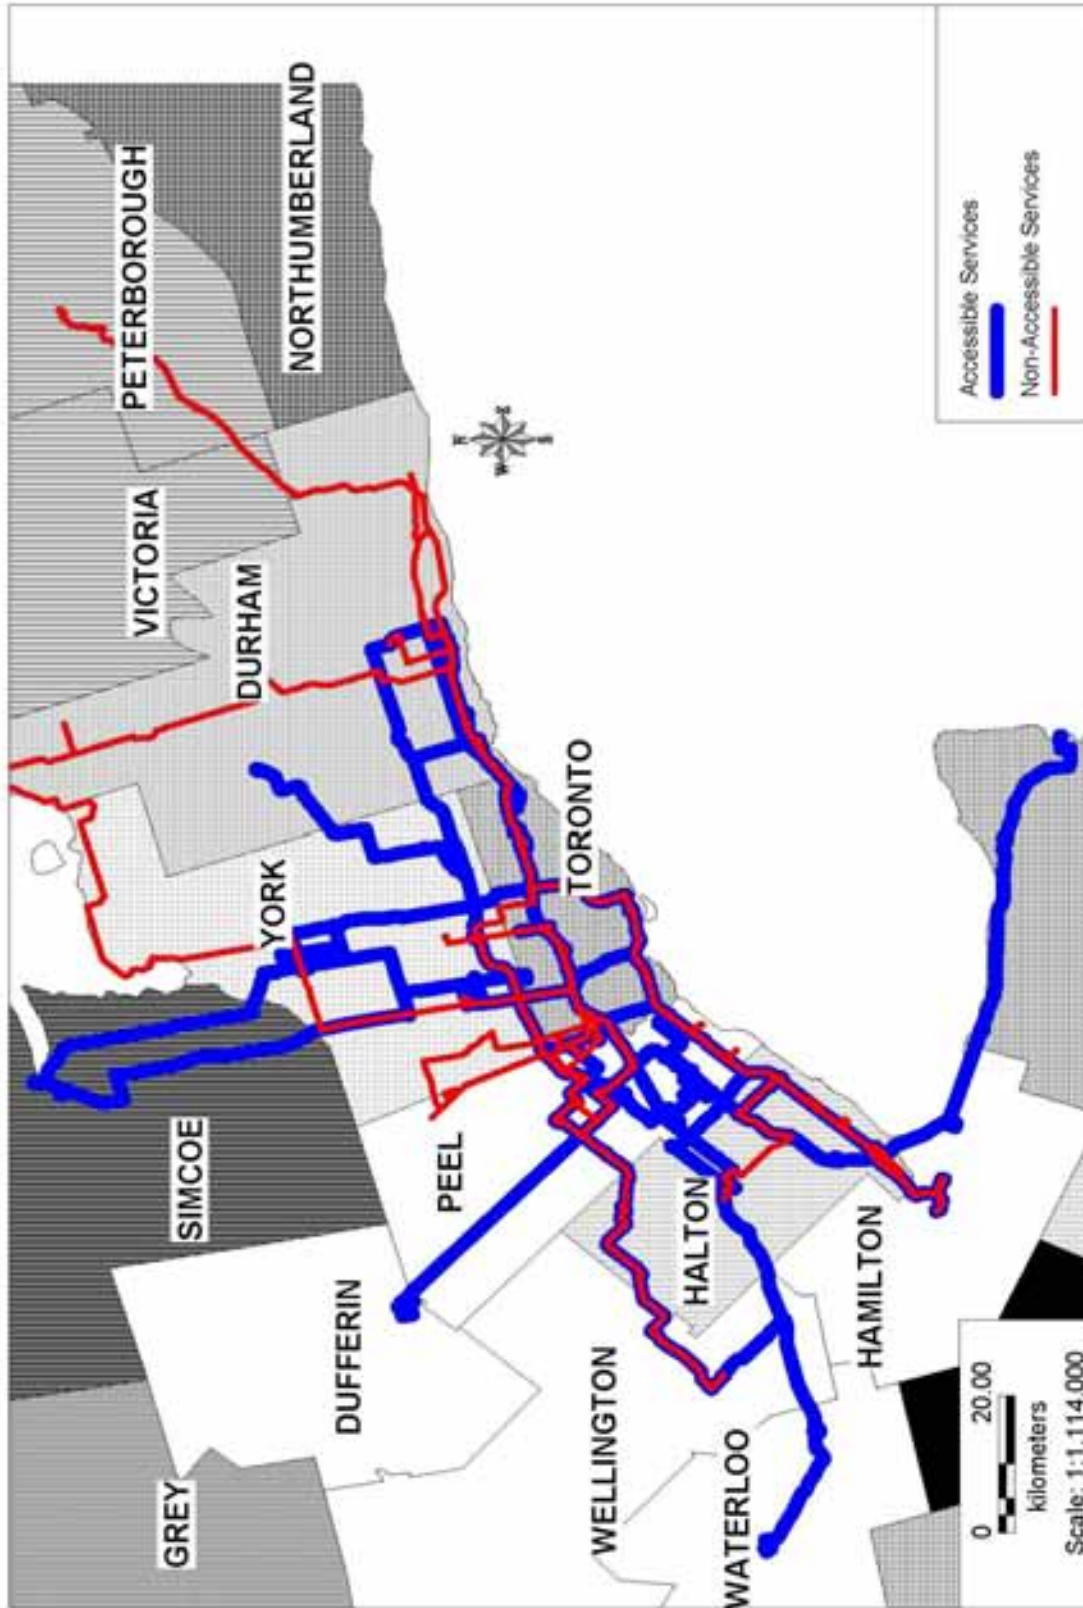 PETERBOROUGH
NORTHUMBERLAND
VICTORIA
DURHAM
TORONTO
YORK
SIMCOE
PEEL
DUFFERIN
HALTON
HAMILTON
GREY
WELLINGTON
WATERLOO
N
E
S
W
Accessible Services
Non-Accessible Services
0 20.00
kilometers
Scale: 1:1,114,000